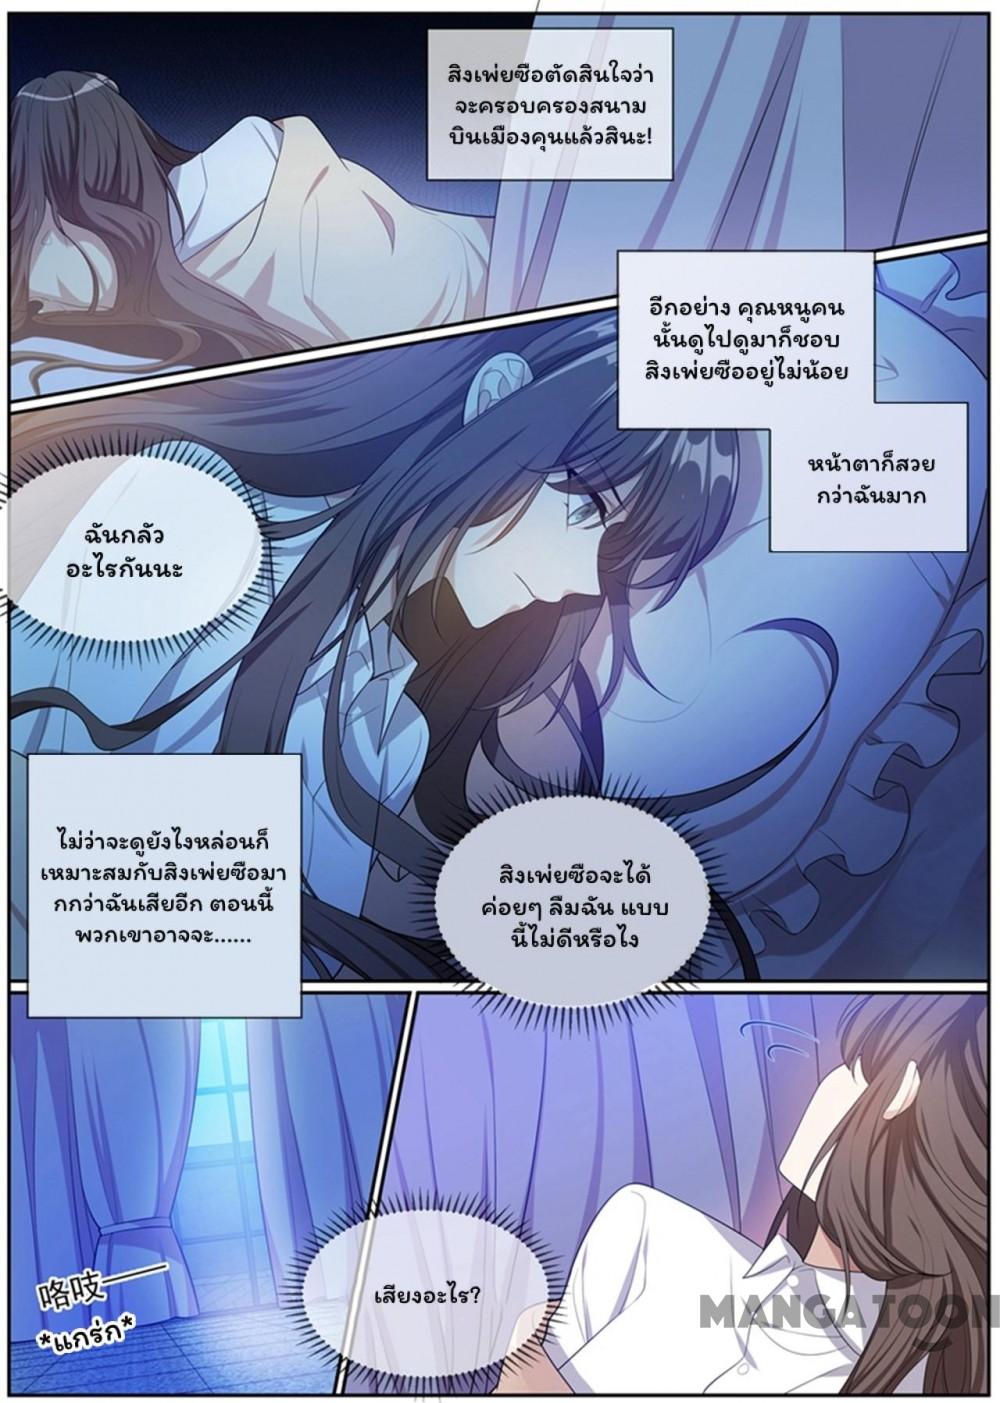 สิงเพ่ยซือตัดสินใจว่า
จะครอบครองสนาม
บินเมืองคุนแล้วสินะ!
อีกอย่าง คุณหนูคน
นั้นดูไปดูมาก็ชอบ
สิงเพ่ยซืออยู่ไม่น้อย
หน้าตาก็สวย
กว่าฉันมาก
ฉันกลัว
อะไรกันนะ
ไม่ว่าจะดูยังไงหล่อนก็
เหมาะสมกับสิงเพ่ยซือมา
กกว่าฉันเสียอีก ตอนนี้
พวกเขาอาจจะ......
สิงเพ่ยซือจะได้
ค่อยๆ ลืมฉัน แบบ
นี้ไม่ดีหรือไง
咯吱——
*แกร่ก*
เสียงอะไร?
MANGATOON